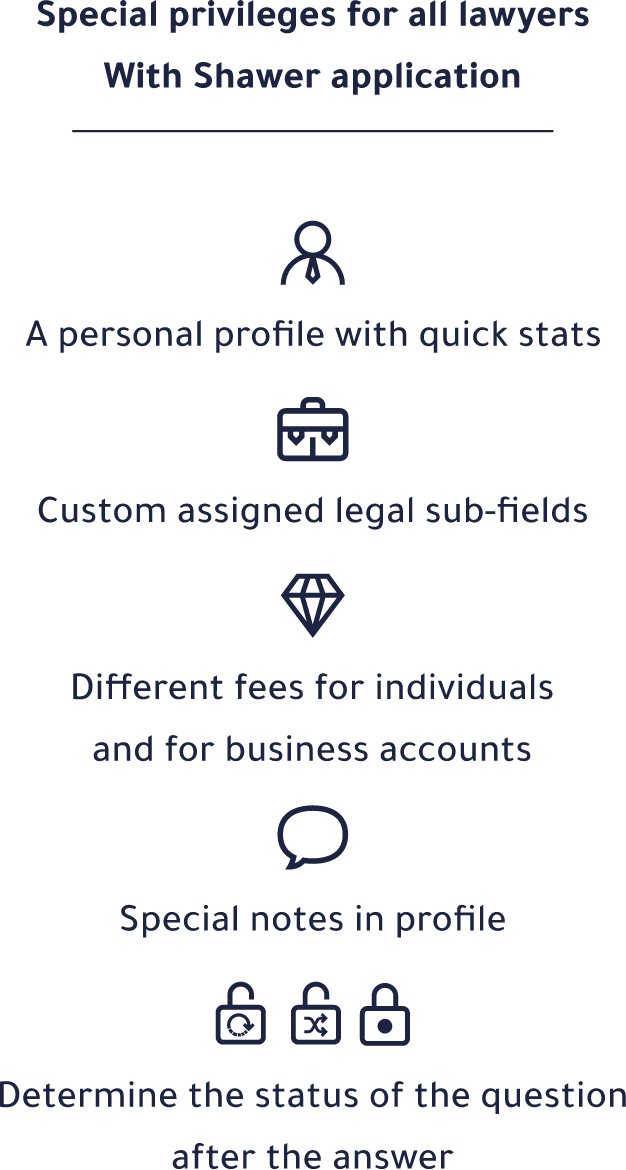 Special privileges for all lawyers
With Shawer application
A personal profile with quick stats
Custom assigned legal sub-fields
Different fees for individuals
and for business accounts
Special notes in profile
Determine the status of the question
after the answer